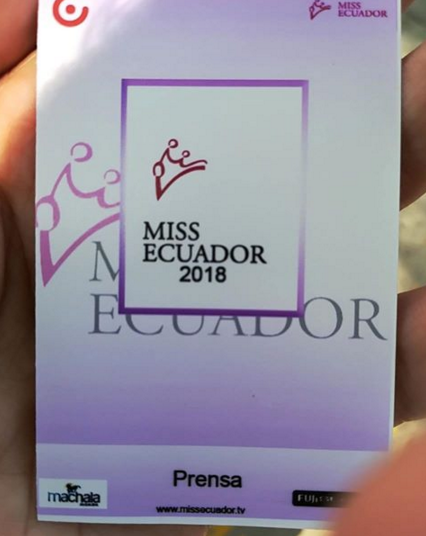 MISS
ECUADOR
MISS
ECUADOR
2018
M
ECUADOR
Prensa
machala
www.missecuador.tv